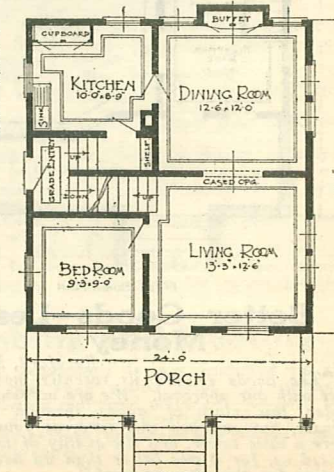 BUFFET
CUPBOARD
KITCHEN
10-0×8-9
DINING ROOM
12-6×12-0
SINK
SHELF
GRADE ENTRY
UP
DOWN
UP
CASED OPG.
LIVING ROOM
13-3×12-6
BED ROOM
9-3×9-0
24-0
PORCH